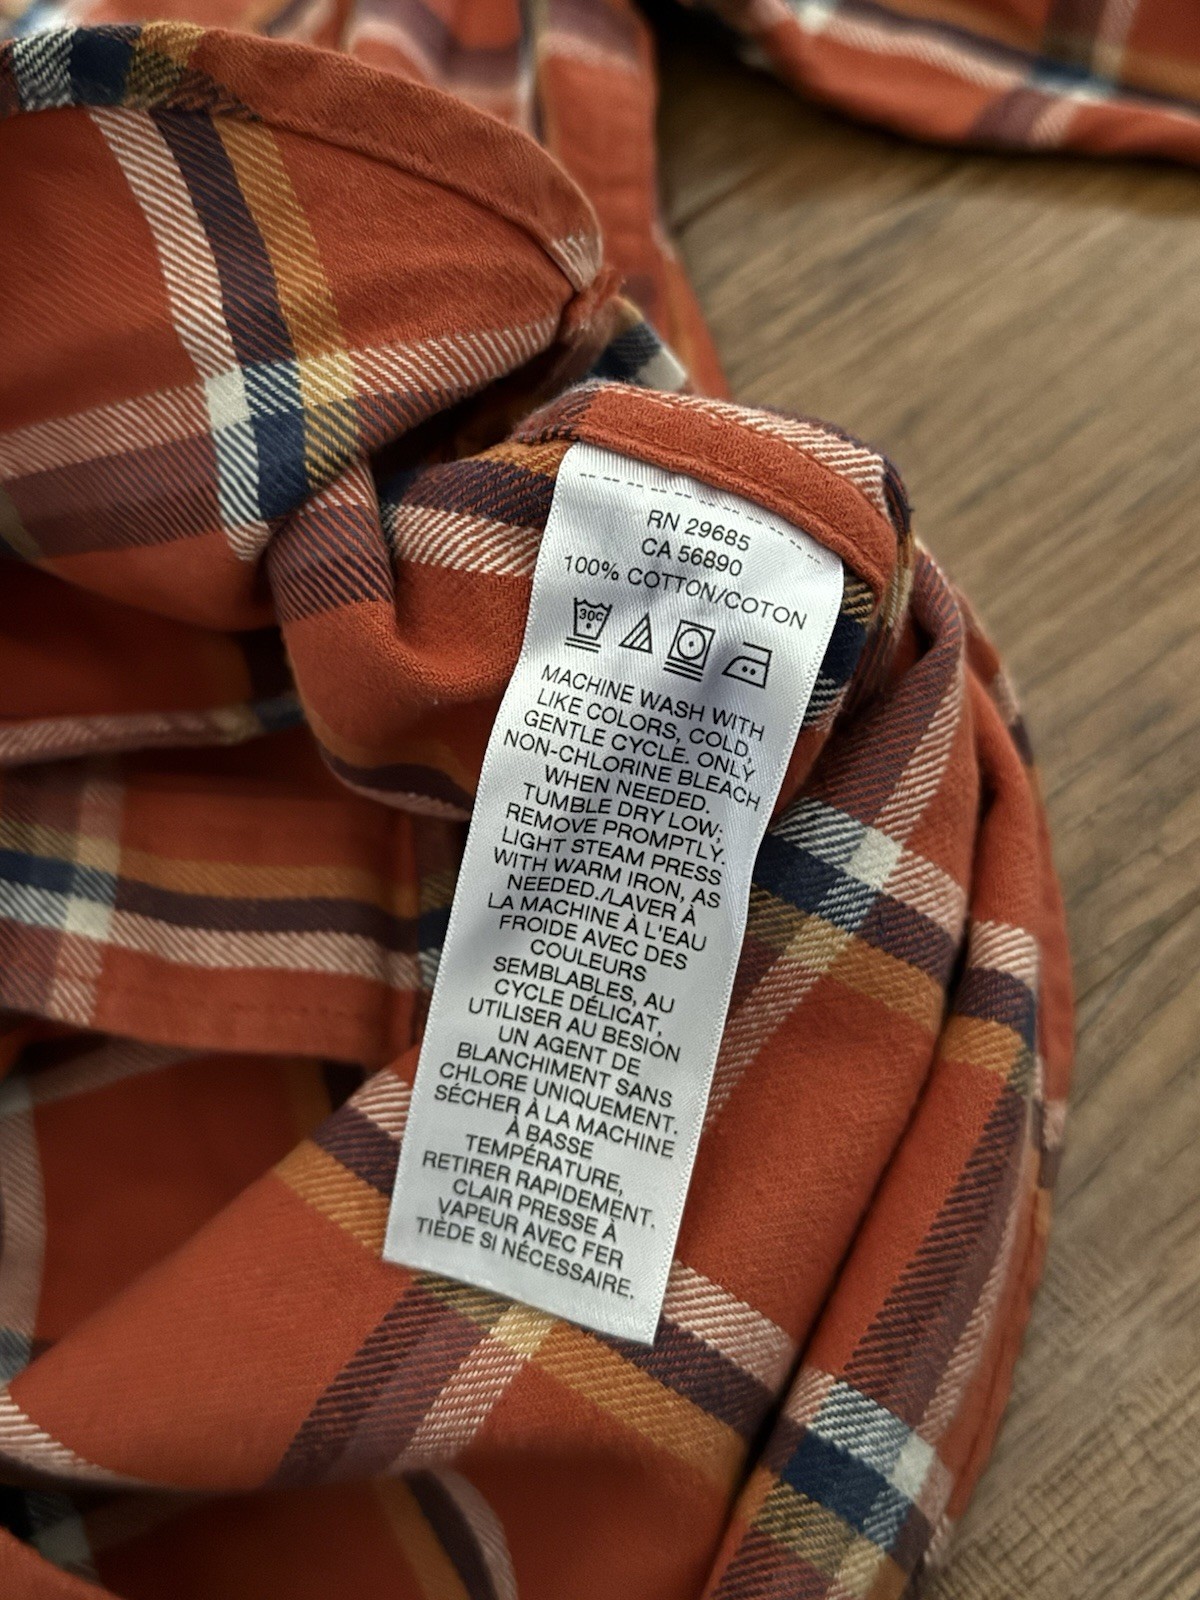 RN 29685
CA 56890
100% COTTON/COTON
30C
MACHINE WASH WITH
LIKE COLORS, COLD,
GENTLE CYCLE. ONLY
NON-CHLORINE BLEACH
WHEN NEEDED.
TUMBLE DRY LOW;
REMOVE PROMPTLY.
LIGHT STEAM PRESS
WITH WARM IRON, AS
NEEDED./LAVER À
LA MACHINE À L'EAU
FROIDE AVEC DES
COULEURS
SEMBLABLES, AU
CYCLE DÉLICAT,
UTILISER AU BESION
UN AGENT DE
BLANCHIMENT SANS
CHLORE UNIQUEMENT.
SÉCHER À LA MACHINE
À BASSE
TEMPÉRATURE,
RETIRER RAPIDEMENT.
CLAIR PRESSE À
VAPEUR AVEC FER
TIÈDE SI NÉCESSAIRE.